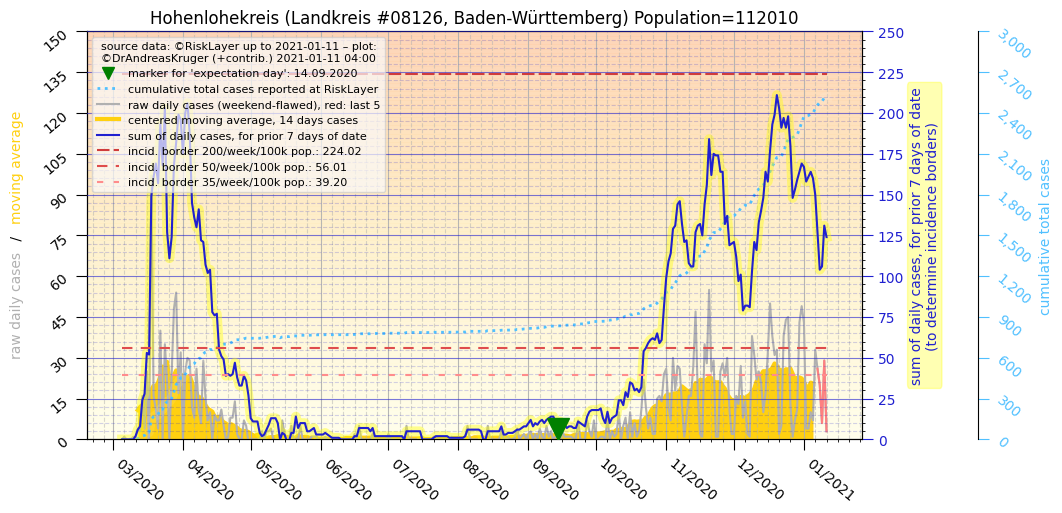 Hohenlohekreis (Landkreis #08126, Baden-Württemberg) Population=112010
source data: ©RiskLayer up to 2021-01-11 – plot:
©DrAndreasKruger (+contrib.) 2021-01-11 04:00
marker for 'expectation day': 14.09.2020
cumulative total cases reported at RiskLayer
raw daily cases (weekend-flawed), red: last 5
centered moving average, 14 days cases
sum of daily cases, for prior 7 days of date
incid. border 200/week/100k pop.: 224.02
incid. border 50/week/100k pop.: 56.01
incid. border 35/week/100k pop.: 39.20
raw daily cases / moving average
150
135
120
105
90
75
60
45
30
15
0
250
225
200
175
150
125
100
75
50
25
0
sum of daily cases, for prior 7 days of date
(to determine incidence borders)
3,000
2,700
2,400
2,100
1,800
1,500
1,200
900
600
300
0
cumulative total cases
03/2020
04/2020
05/2020
06/2020
07/2020
08/2020
09/2020
10/2020
11/2020
12/2020
01/2021